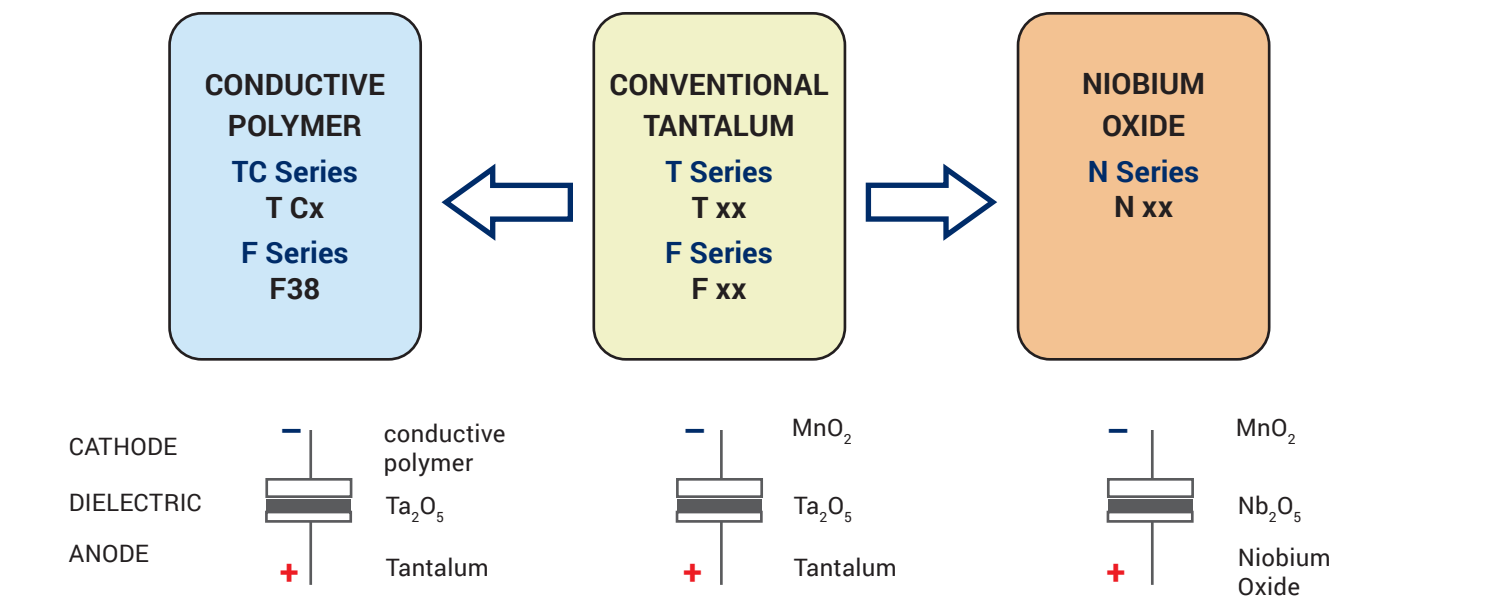 CONDUCTIVE
POLYMER
TC Series
T Cx
F Series
F38
CONVENTIONAL
TANTALUM
T Series
T xx
F Series
F xx
NIOBIUM
OXIDE
N Series
N xx
CATHODE
− conductive
polymer
− MnO₂
− MnO₂
DIELECTRIC
Ta₂O₅
Ta₂O₅
Nb₂O₅
ANODE
+ Tantalum
+ Tantalum
+ Niobium
Oxide